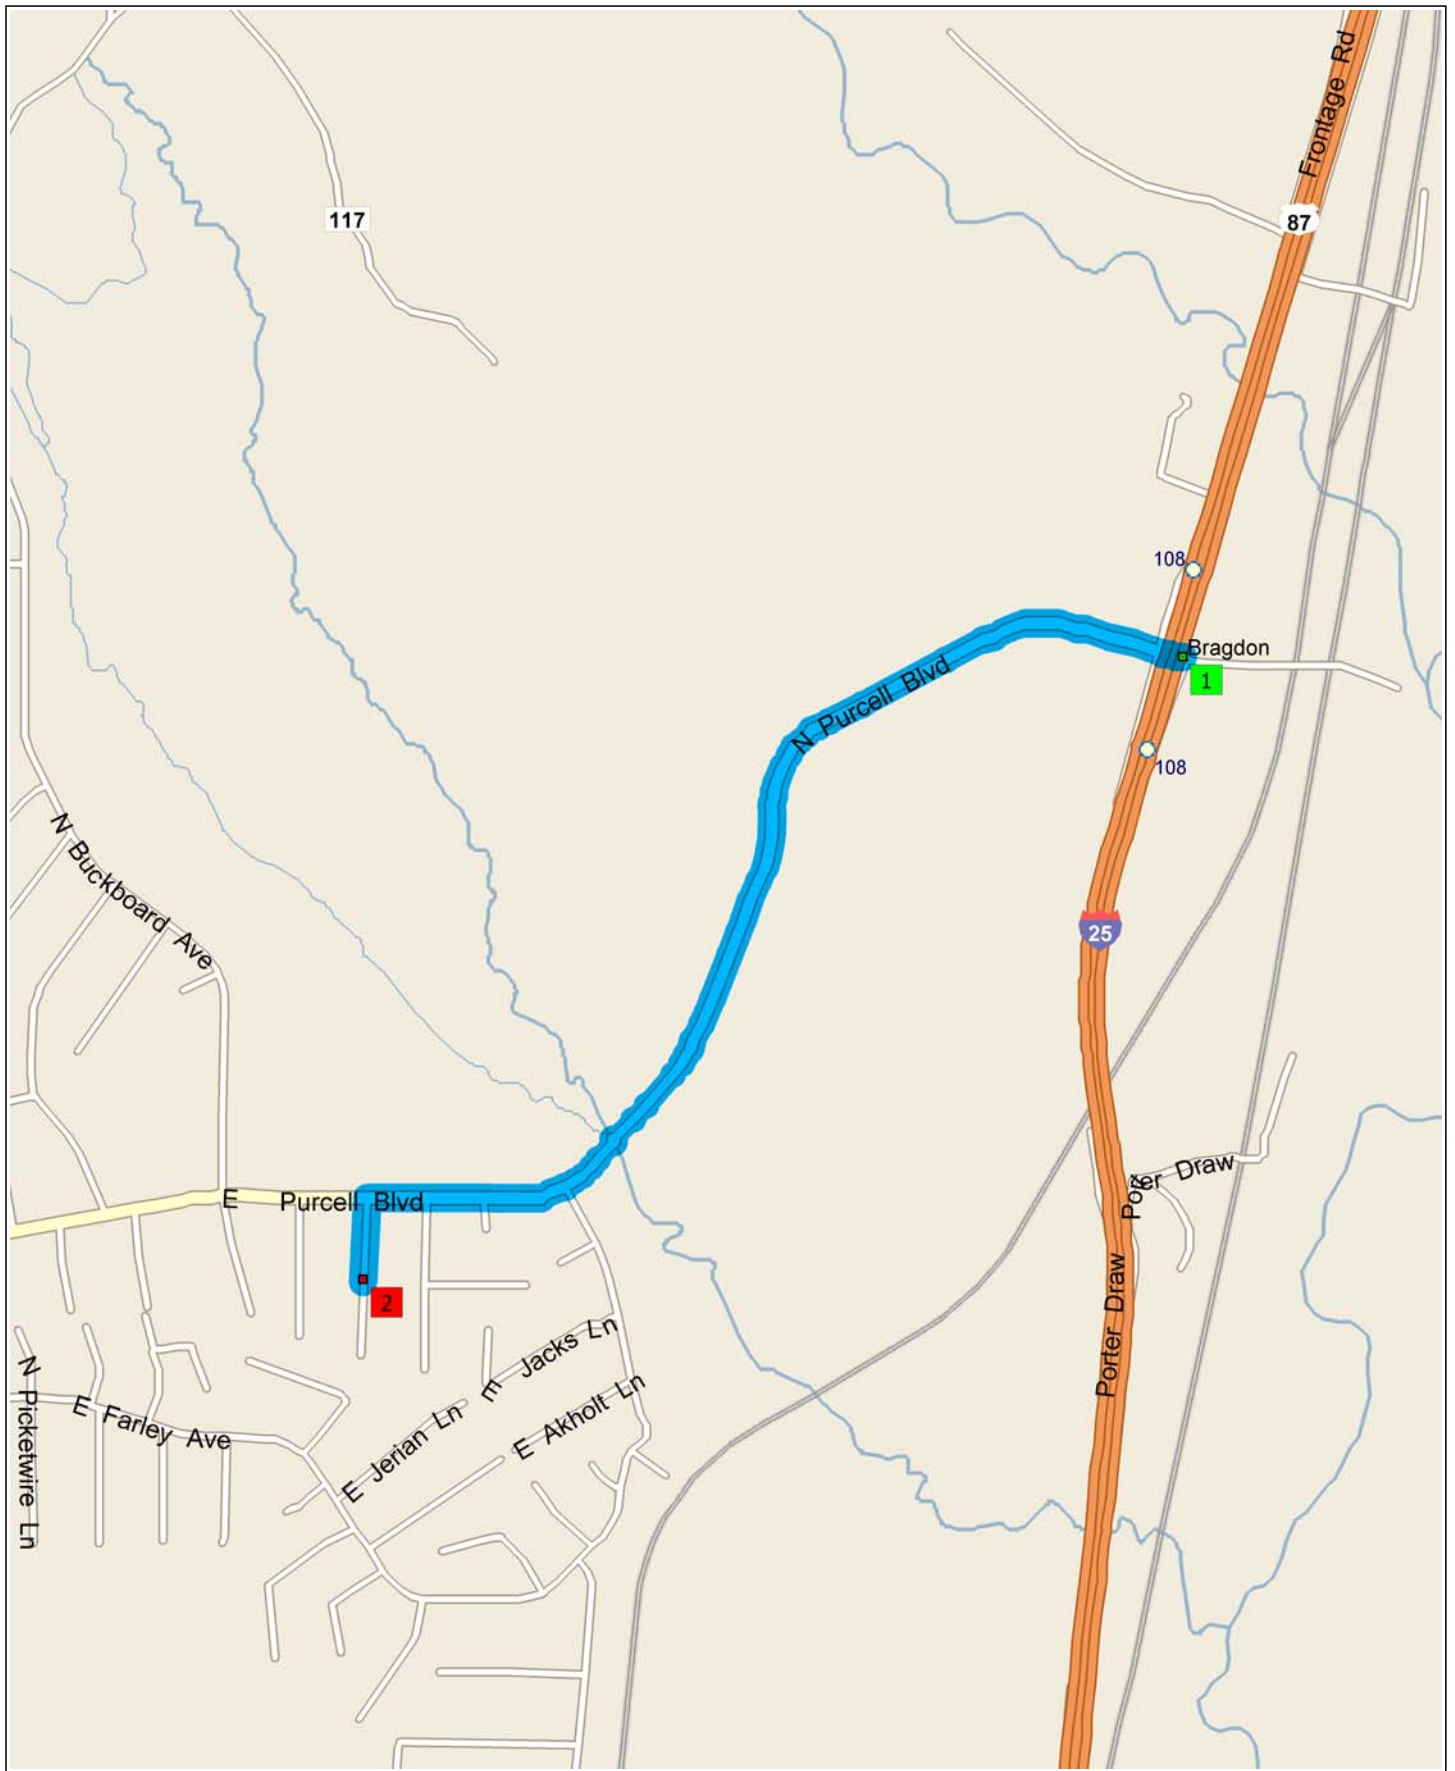 Frontage Rd
117
87
108
Bragdon
1
N Purcell Blvd
108
N Buckboard Ave
25
Porter Draw
E Purcell Blvd
2
Porter Draw
E Jacks Ln
N Picketwire Ln
E Farley Ave
E Jerian Ln
E Akholt Ln